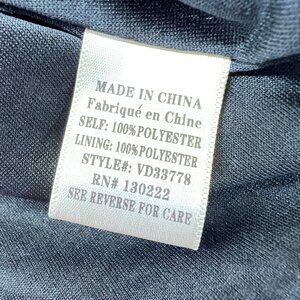 MADE IN CHINA
Fabriqué en Chine
SELF: 100%POLYESTER
LINING: 100%POLYESTER
STYLE#: VD33778
RN# 130222
SEE REVERSE FOR CARE